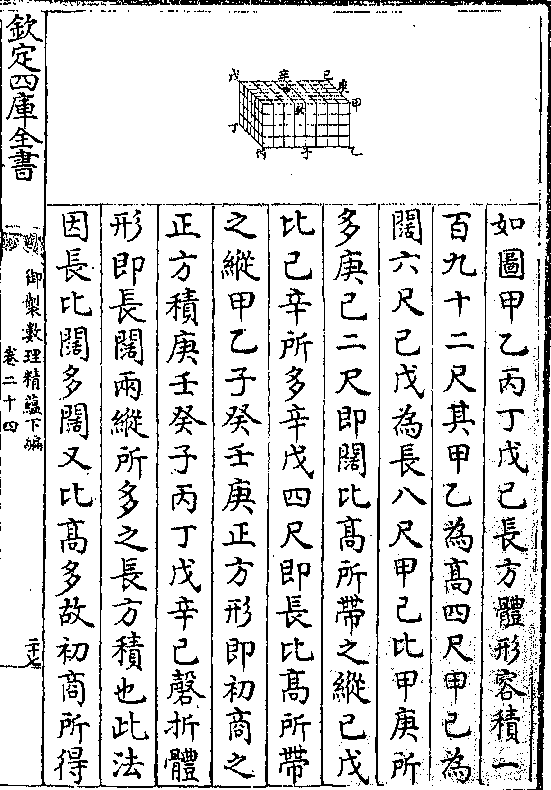 戊 辛 己 庚 甲
丁 丙 子 乙
如圖甲乙丙丁戊己長方體形容積一
百九十二尺其甲乙為高四尺甲己為
闊六尺己戊為長八尺甲己比甲庚所
多庚己二尺即闊比高所帶之縱己戊
比己辛所多辛戊四尺即長比高所帶
之縱甲乙子癸壬庚正方形即初商之
正方積庚壬癸子丙丁戊辛己磬折體
形即長闊兩縱所多之長方積也此法
因長比闊多闊又比高多故初商所得
欽定四庫全書
御製數理精蘊下編
卷二十四
二十七